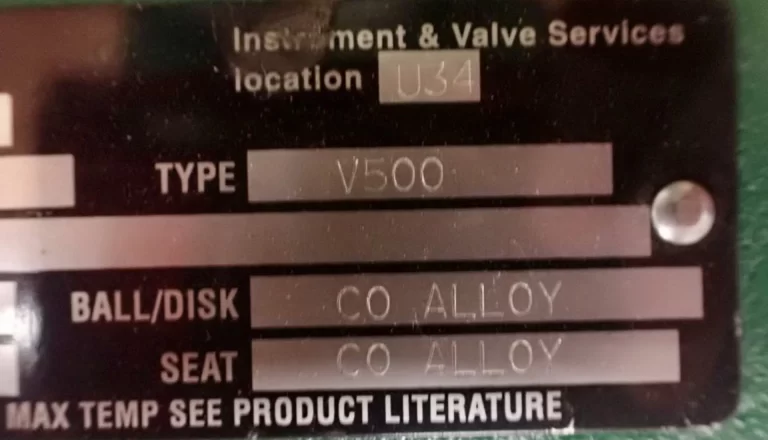 Instrument & Valve Services
location U34
TYPE V500
BALL/DISK CO ALLOY
SEAT CO ALLOY
MAX TEMP SEE PRODUCT LITERATURE